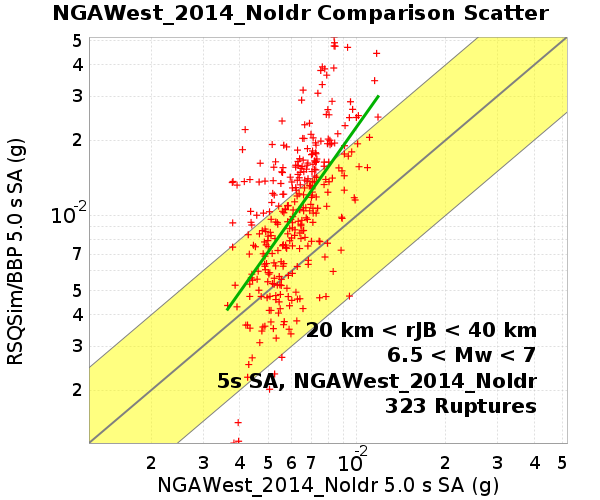 NGAWest_2014_NoIdr Comparison Scatter
RSQSim/BBP 5.0 s SA (g)
5
4
3
2
10-2
7
5
4
3
2
20 km < rJB < 40 km
6.5 < Mw < 7
5s SA, NGAWest_2014_NoIdr
323 Ruptures
2 3 4 5 6 7 10-2 2 3 4 5
NGAWest_2014_NoIdr 5.0 s SA (g)